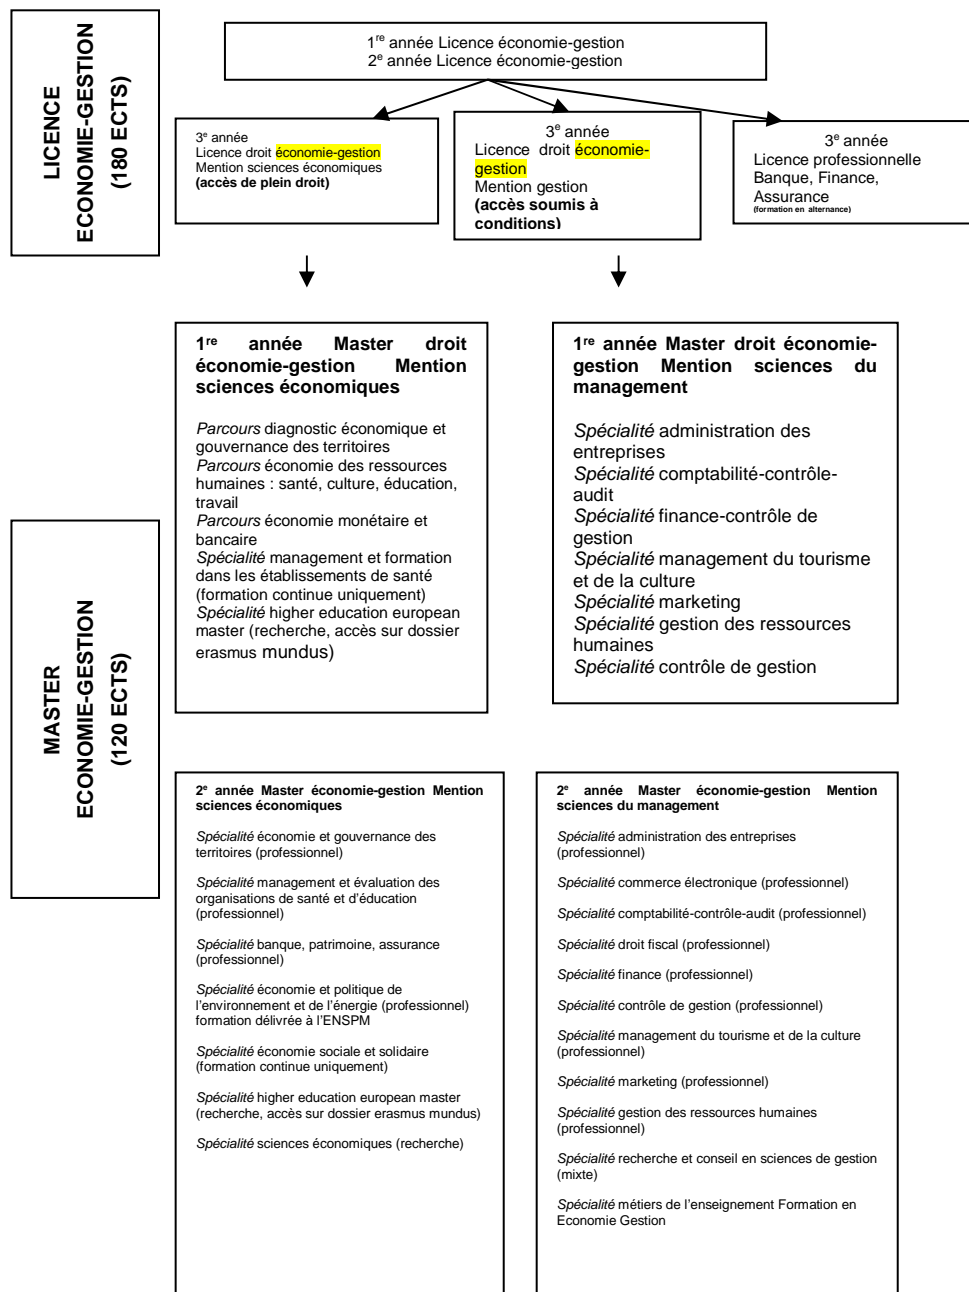 LICENCE
ECONOMIE-GESTION
(180 ECTS)
1re année Licence économie-gestion
2e année Licence économie-gestion
3e année
Licence droit économie-gestion
Mention sciences économiques
(accès de plein droit)
3e année
Licence droit économie-
gestion
Mention gestion
(accès soumis à
conditions)
3e année
Licence professionnelle
Banque, Finance,
Assurance
(formation en alternance)
MASTER
ECONOMIE-GESTION
(120 ECTS)
1re année Master droit
économie-gestion Mention
sciences économiques
Parcours diagnostic économique et
gouvernance des territoires
Parcours économie des ressources
humaines : santé, culture, éducation,
travail
Parcours économie monétaire et
bancaire
Spécialité management et formation
dans les établissements de santé
(formation continue uniquement)
Spécialité higher education european
master (recherche, accès sur dossier
erasmus mundus)
1re année Master droit économie-
gestion Mention sciences du
management
Spécialité administration des
entreprises
Spécialité comptabilité-contrôle-
audit
Spécialité finance-contrôle de
gestion
Spécialité management du tourisme
et de la culture
Spécialité marketing
Spécialité gestion des ressources
humaines
Spécialité contrôle de gestion
2e année Master économie-gestion Mention
sciences économiques
Spécialité économie et gouvernance des
territoires (professionnel)
Spécialité management et évaluation des
organisations de santé et d'éducation
(professionnel)
Spécialité banque, patrimoine, assurance
(professionnel)
Spécialité économie et politique de
l'environnement et de l'énergie (professionnel)
formation délivrée à l'ENSPM
Spécialité économie sociale et solidaire
(formation continue uniquement)
Spécialité higher education european master
(recherche, accès sur dossier erasmus mundus)
Spécialité sciences économiques (recherche)
2e année Master économie-gestion Mention
sciences du management
Spécialité administration des entreprises
(professionnel)
Spécialité commerce électronique (professionnel)
Spécialité comptabilité-contrôle-audit (professionnel)
Spécialité droit fiscal (professionnel)
Spécialité finance (professionnel)
Spécialité contrôle de gestion (professionnel)
Spécialité management du tourisme et de la culture
(professionnel)
Spécialité marketing (professionnel)
Spécialité gestion des ressources humaines
(professionnel)
Spécialité recherche et conseil en sciences de gestion
(mixte)
Spécialité métiers de l'enseignement Formation en
Economie Gestion